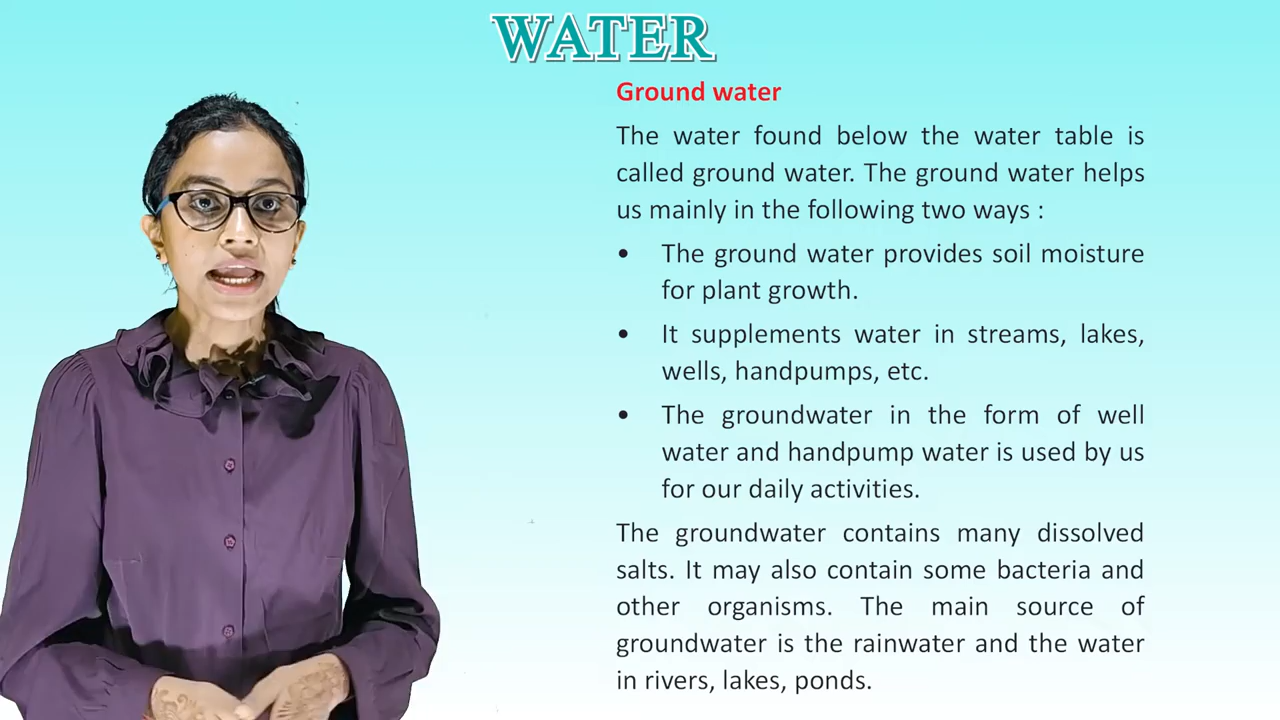 WATER
Ground water
The water found below the water table is
called ground water. The ground water helps
us mainly in the following two ways :
• The ground water provides soil moisture
for plant growth.
• It supplements water in streams, lakes,
wells, handpumps, etc.
• The groundwater in the form of well
water and handpump water is used by us
for our daily activities.
The groundwater contains many dissolved
salts. It may also contain some bacteria and
other organisms. The main source of
groundwater is the rainwater and the water
in rivers, lakes, ponds.